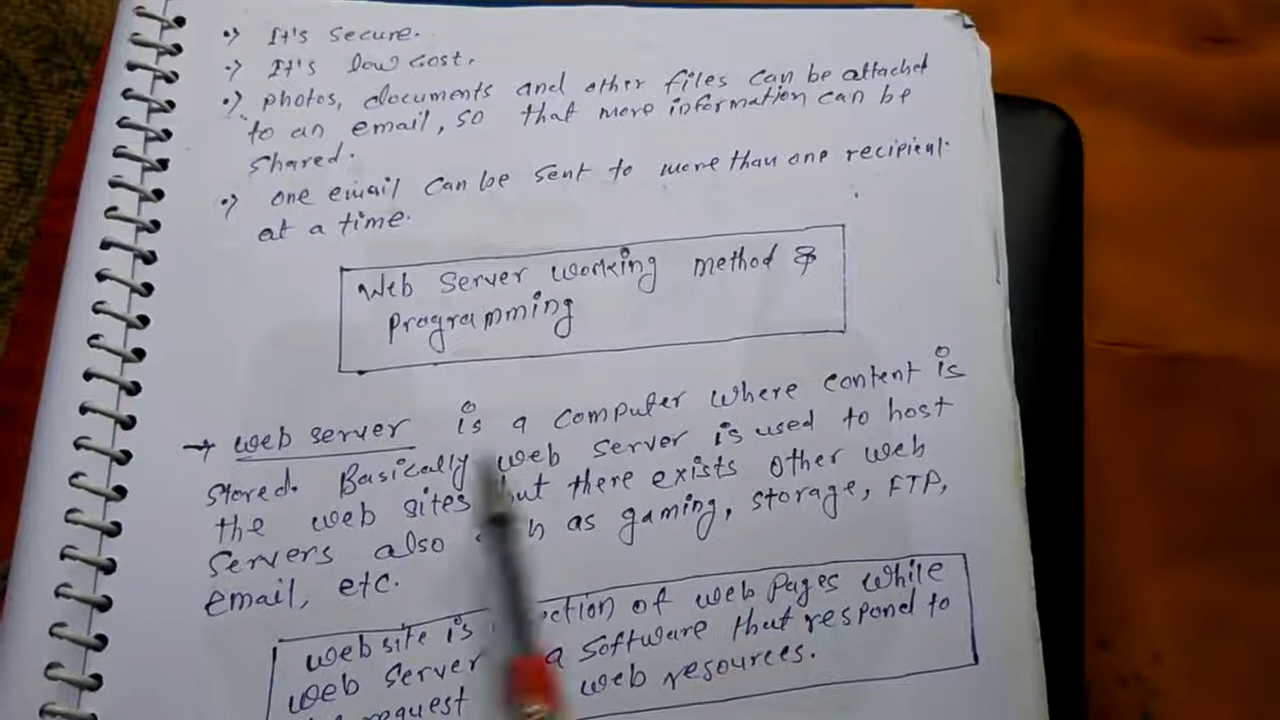 •) It's secure.
•) It's low cost.
•) photos, documents and other files can be attached
to an email, so that more information can be
shared.
•) one email can be sent to more than one recipient.
at a time.
Web Server working method &
programming
→ web server is a computer where content is
stored. Basically web server is used to host
the web sites but there exists other web
servers also as gaming, storage, FTP,
email, etc.
web site is of web pages while
web server a software that respond to
request web resources.